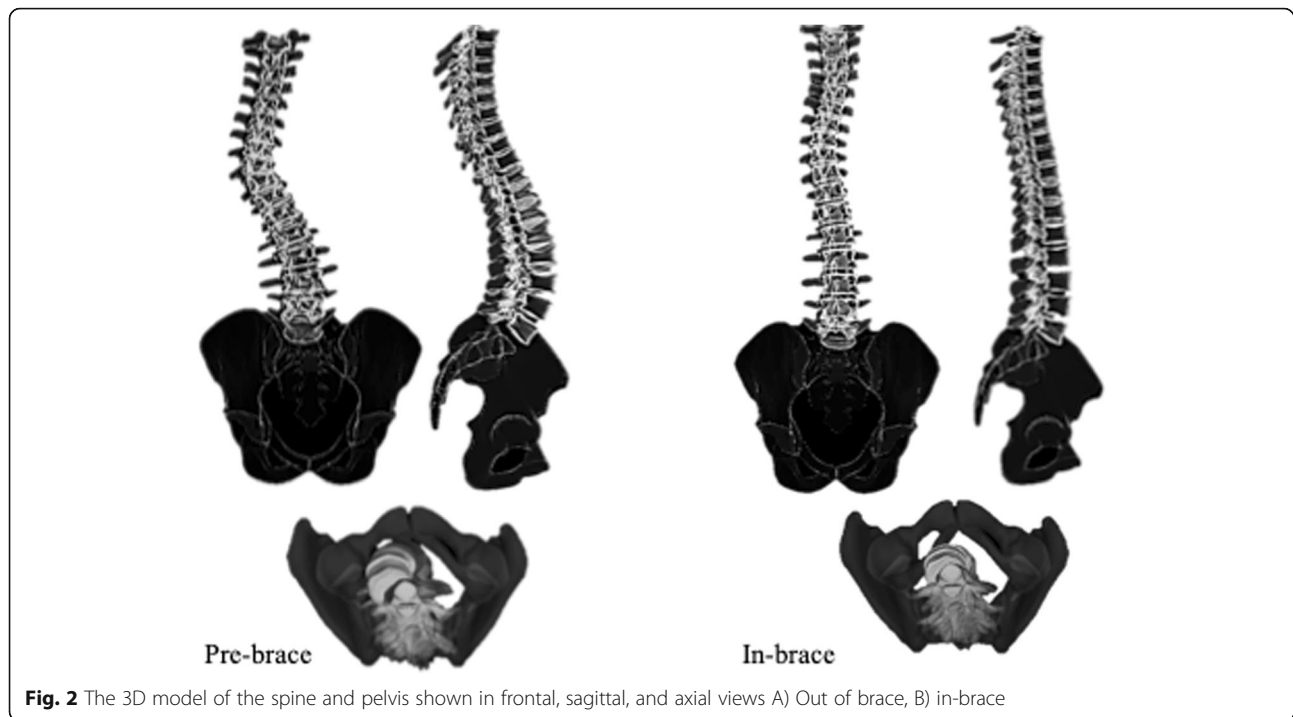 Pre-brace
In-brace
Fig. 2 The 3D model of the spine and pelvis shown in frontal, sagittal, and axial views A) Out of brace, B) in-brace